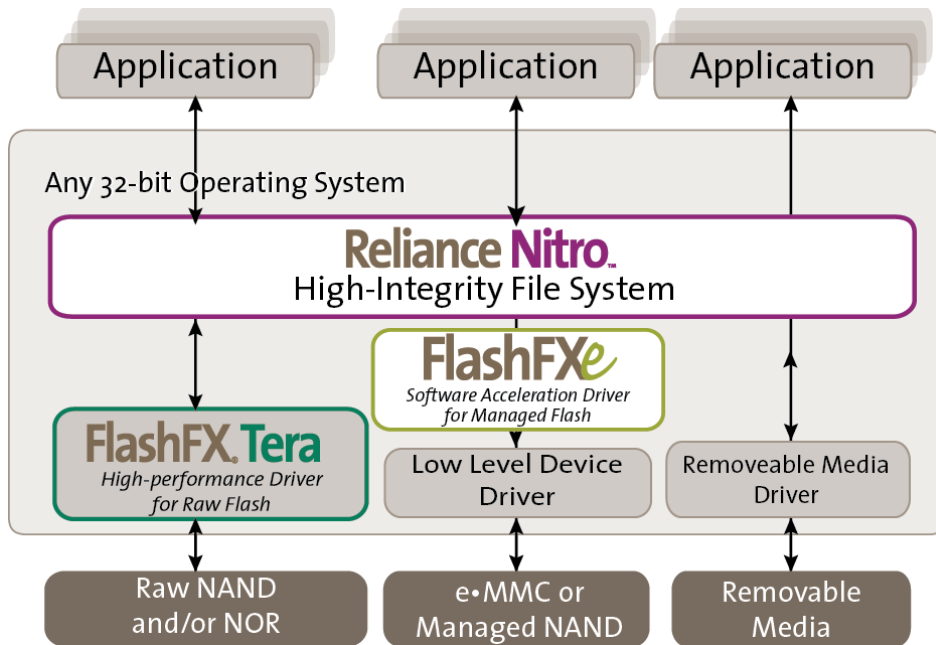 Application
Application
Application
Any 32-bit Operating System
Reliance Nitro™
High-Integrity File System
FlashFXe
Software Acceleration Driver
for Managed Flash
FlashFX® Tera
High-performance Driver
for Raw Flash
Low Level Device
Driver
Removeable Media
Driver
Raw NAND
and/or NOR
e•MMC or
Managed NAND
Removable
Media